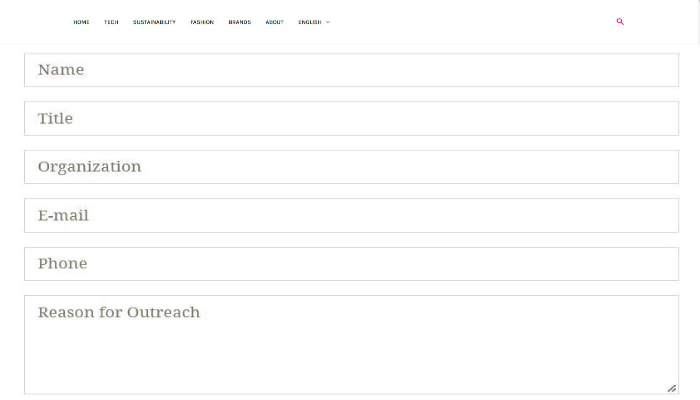 HOME TECH SUSTAINABILITY FASHION BRANDS ABOUT ENGLISH
Name
Title
Organization
E-mail
Phone
Reason for Outreach